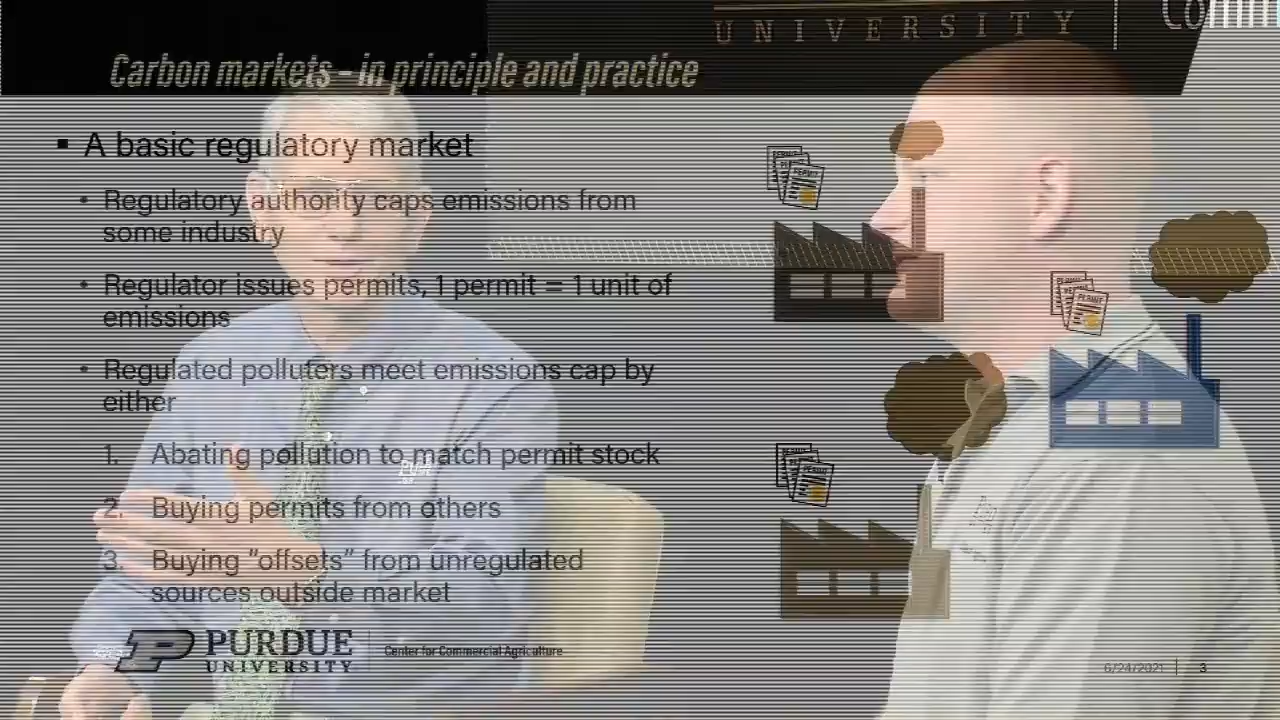 UNIVERSITY
Carbon markets – in principle and practice
▪ A basic regulatory market
• Regulatory authority caps emissions from
some industry
• Regulator issues permits, 1 permit = 1 unit of
emissions
• Regulated polluters meet emissions cap by
either
1. Abating pollution to match permit stock
2. Buying permits from others
3. Buying "offsets" from unregulated
sources outside market
PERMIT
PERMIT
PERMIT
PURDUE
UNIVERSITY
Center for Commercial Agriculture
6/24/2021
3